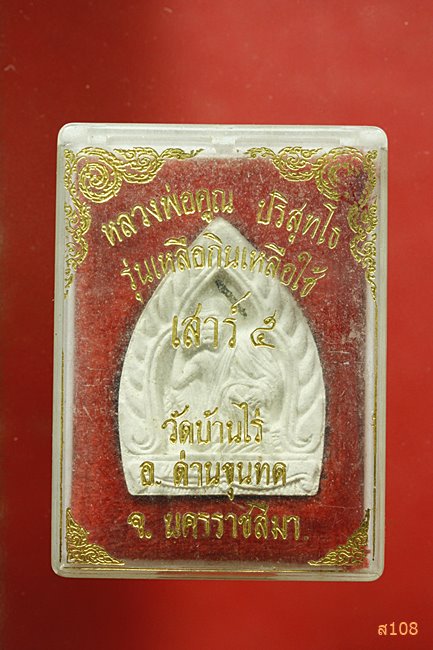 หลวงพ่อคูณ ปริสุทโธ
รุ่นเหลือกินเหลือใช้
เสาร์ ๕
วัดบ้านไร่
อ. ด่านขุนทด
จ. นครราชสีมา
ส108